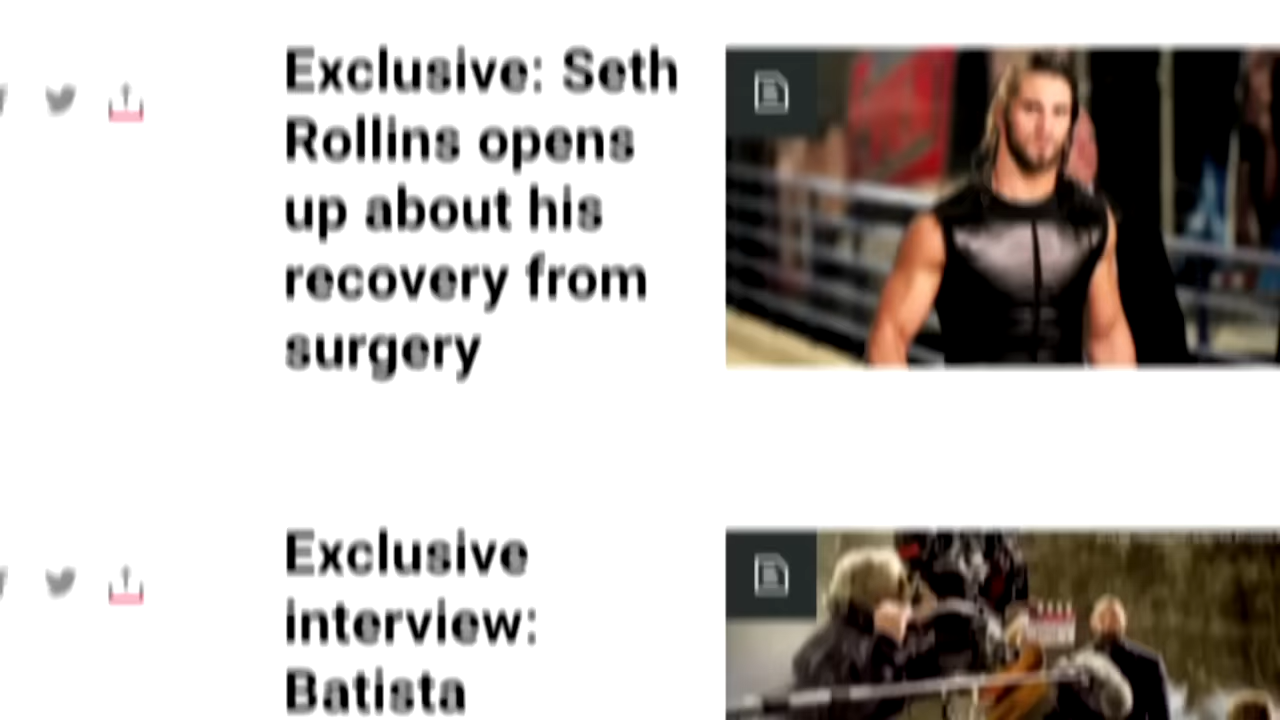 Exclusive: Seth
Rollins opens
up about his
recovery from
surgery
Exclusive
interview:
Batista